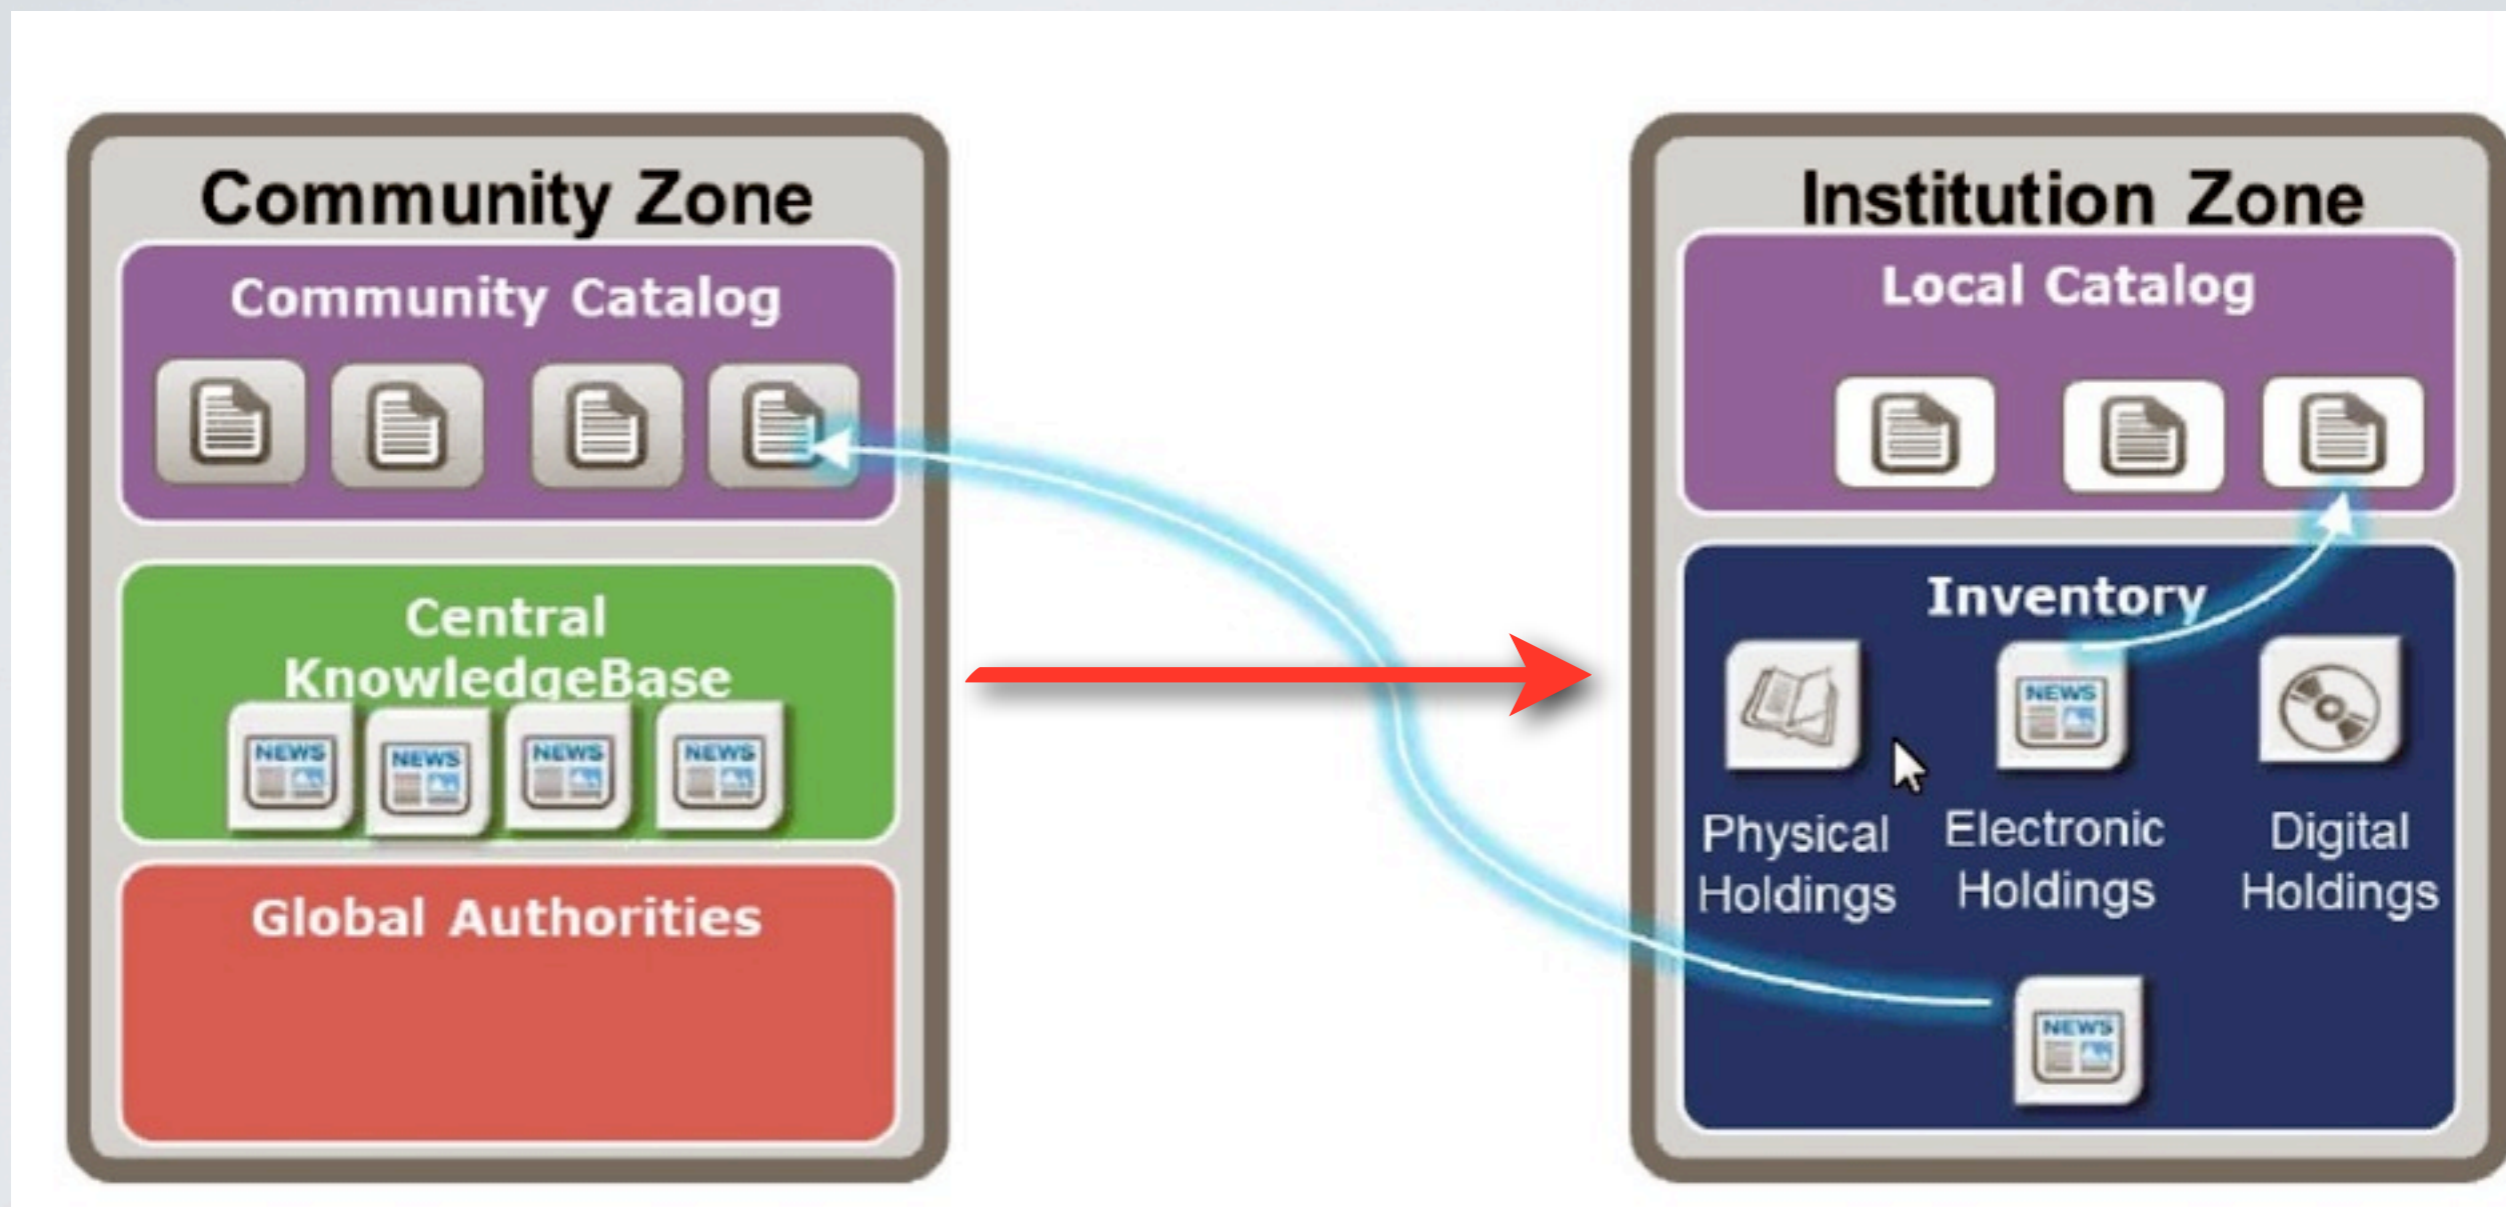 Community Zone
Community Catalog
Central
KnowledgeBase
NEWS
NEWS
NEWS
NEWS
Global Authorities
Institution Zone
Local Catalog
Inventory
NEWS
Physical
Holdings
Electronic
Holdings
Digital
Holdings
NEWS